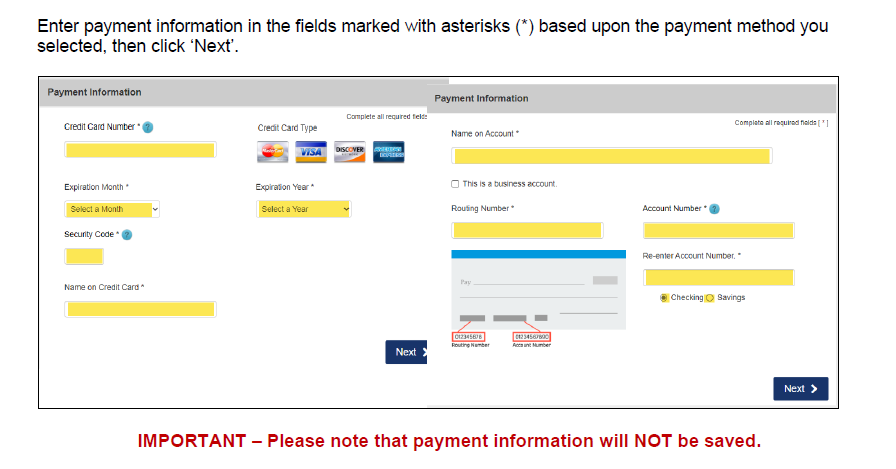 Enter payment information in the fields marked with asterisks (*) based upon the payment method you
selected, then click ‘Next’.
Payment Information
Complete all required fields
Credit Card Number *
?
Credit Card Type
MasterCard
VISA
DISCOVER
AMERICAN
EXPRESS
Expiration Month *
Expiration Year *
Select a Month
Select a Year
Security Code *
?
Name on Credit Card *
Next
Payment Information
Complete all required fields [ * ]
Name on Account *
This is a business account.
Routing Number *
Account Number *
?
Re-enter Account Number. *
Checking
Savings
Pay
012345678
01234567890
Routing Number
Account Number
Next
IMPORTANT – Please note that payment information will NOT be saved.